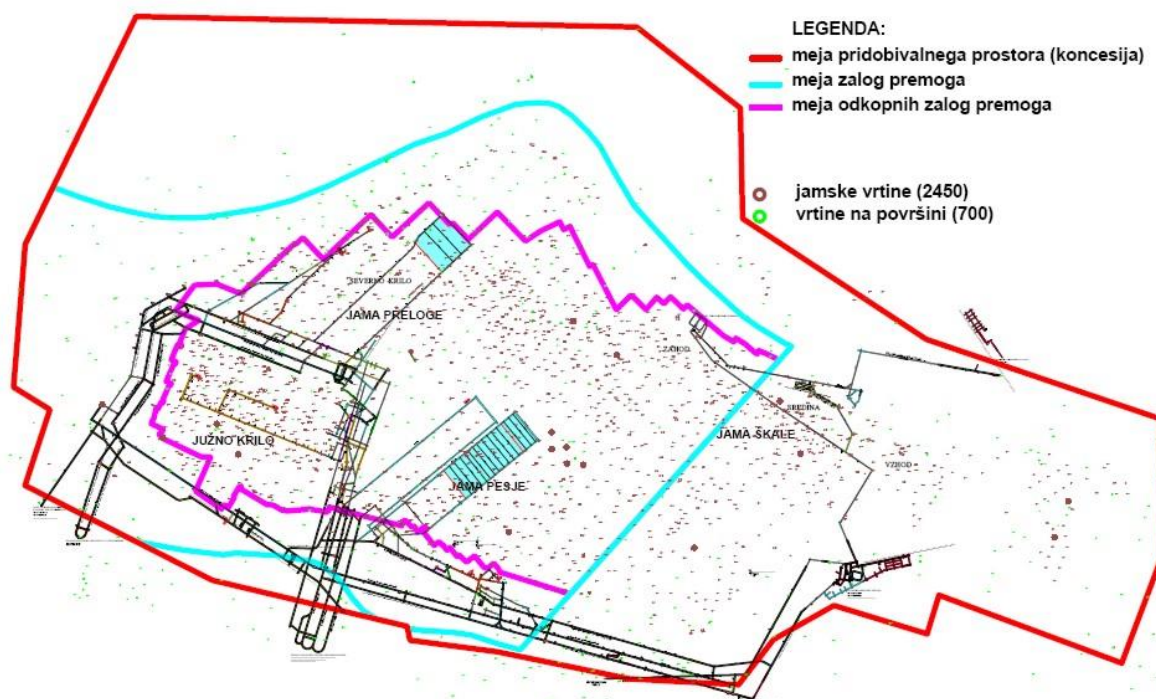 LEGENDA:
meja pridobivalnega prostora (koncesija)
meja zalog premoga
meja odkopnih zalog premoga
jamske vrtine (2450)
vrtine na površini (700)
SEVERNO KRILO
JAMA PRELOGE
ZAHOD
SREDINA
JUŽNO KRILO
JAMA ŠKALE
VZHOD
JAMA PESJE